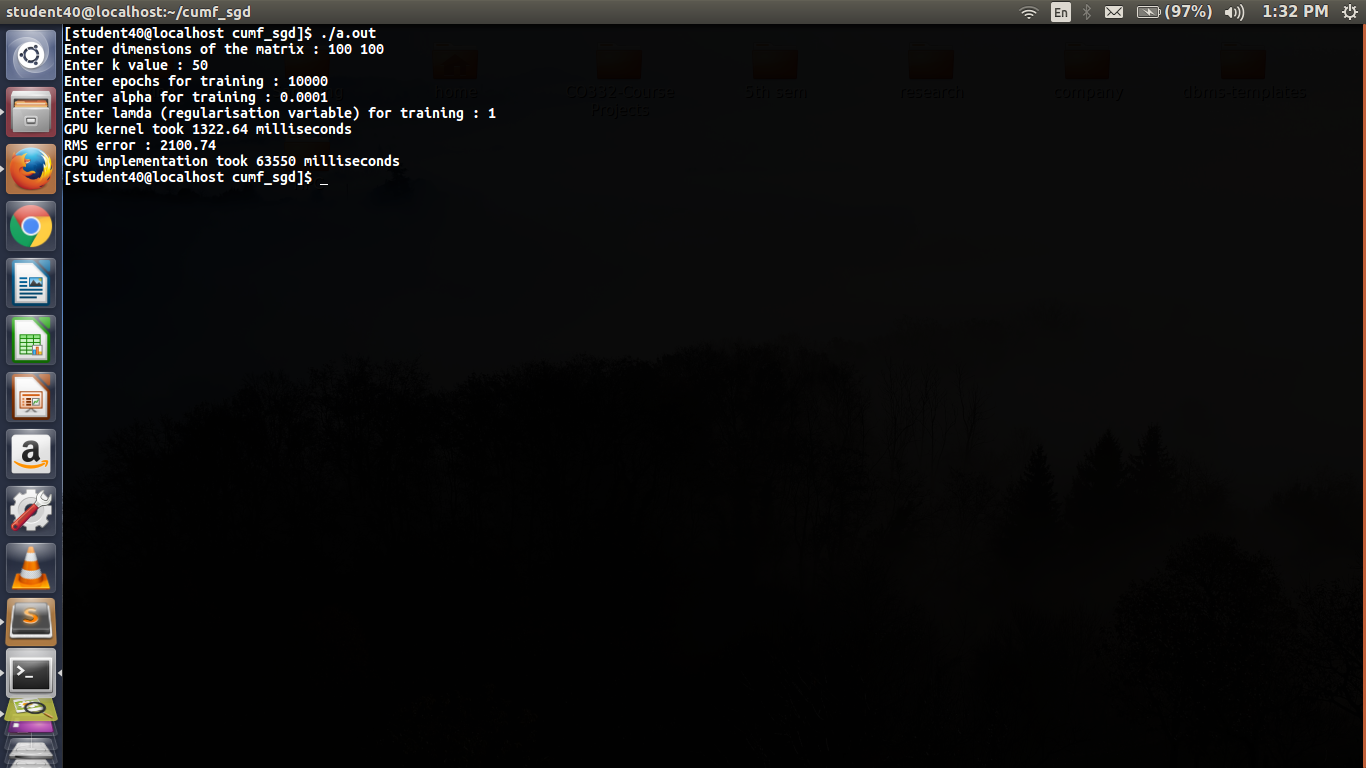 student40@localhost:~/cumf_sgd
En
(97%)
1:32 PM
[student40@localhost cumf_sgd]$ ./a.out
Enter dimensions of the matrix : 100 100
Enter k value : 50
Enter epochs for training : 10000
Enter alpha for training : 0.0001
Enter lamda (regularisation variable) for training : 1
GPU kernel took 1322.64 milliseconds
RMS error : 2100.74
CPU implementation took 63550 milliseconds
[student40@localhost cumf_sgd]$ _
home
CO332-Course Projects
5th sem
research
company
dbms-templates